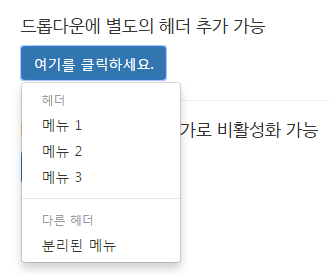 드롭다운에 별도의 헤더 추가 가능
여기를 클릭하세요.
헤더
메뉴 1
가로 비활성화 가능
메뉴 2
메뉴 3
다른 헤더
분리된 메뉴